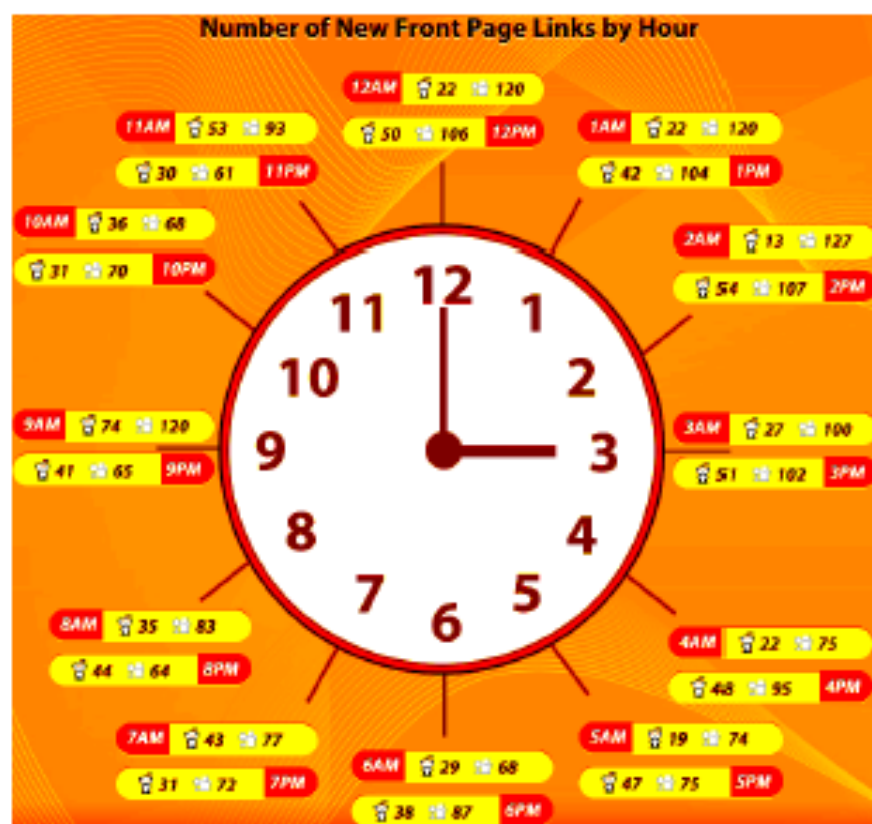 Number of New Front Page Links by Hour
12AM 22 120
50 106 12PM
11AM 53 93
30 61 11PM
1AM 22 120
42 104 1PM
10AM 36 68
31 70 10PM
2AM 13 127
54 107 2PM
12
11
1
10
2
9
3
8
4
7
5
6
9AM 74 120
41 65 9PM
3AM 27 100
51 102 3PM
8AM 35 83
44 64 8PM
4AM 22 75
48 95 4PM
7AM 43 77
31 72 7PM
5AM 19 74
47 75 5PM
6AM 29 68
38 87 6PM